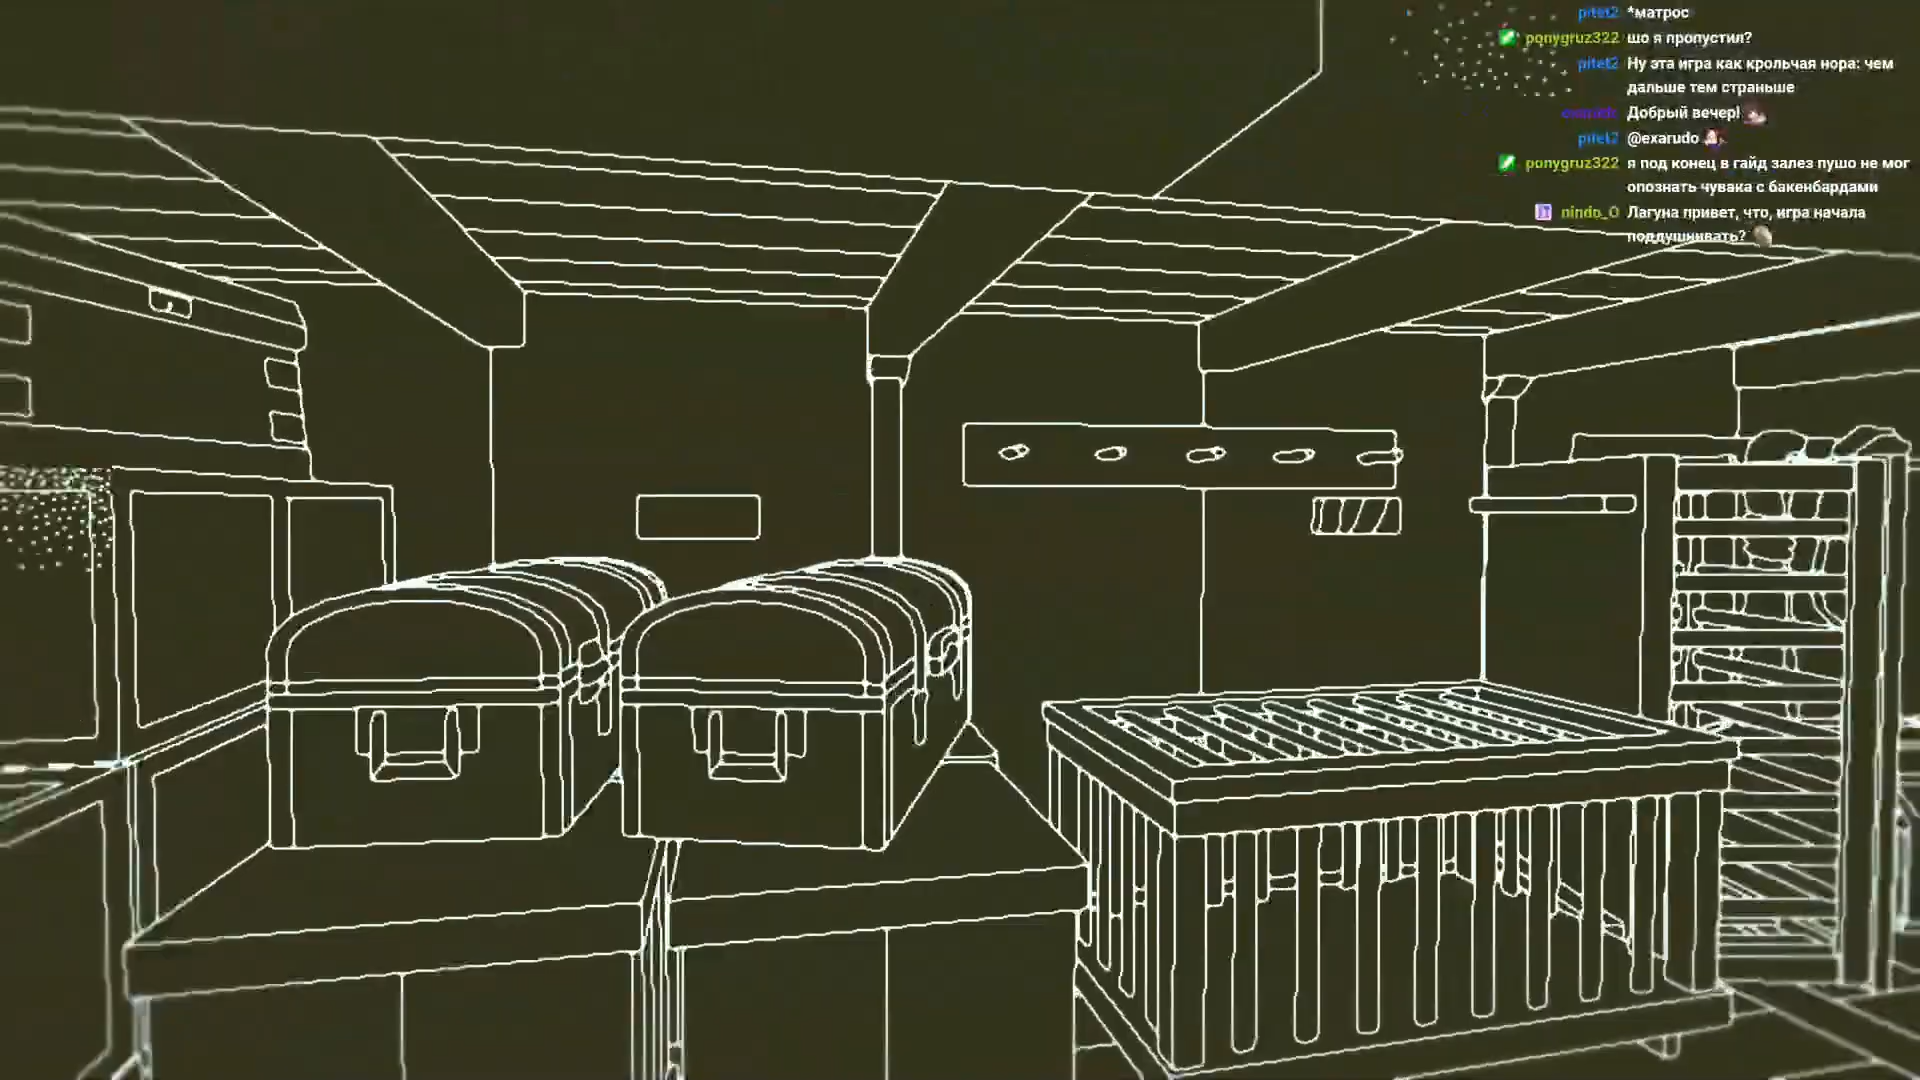 pitet2 *матрос
ponygruz322 шо я пропустил?
pitet2 Ну эта игра как крольчая нора: чем
дальше тем страньше
Добрый вечер!
pitet2 @exarudo
ponygruz322 я под конец в гайд залез пушо не мог
опознать чувака с бакенбардами
nindo_O Лагуна привет, что, игра начала
поддушнивать?